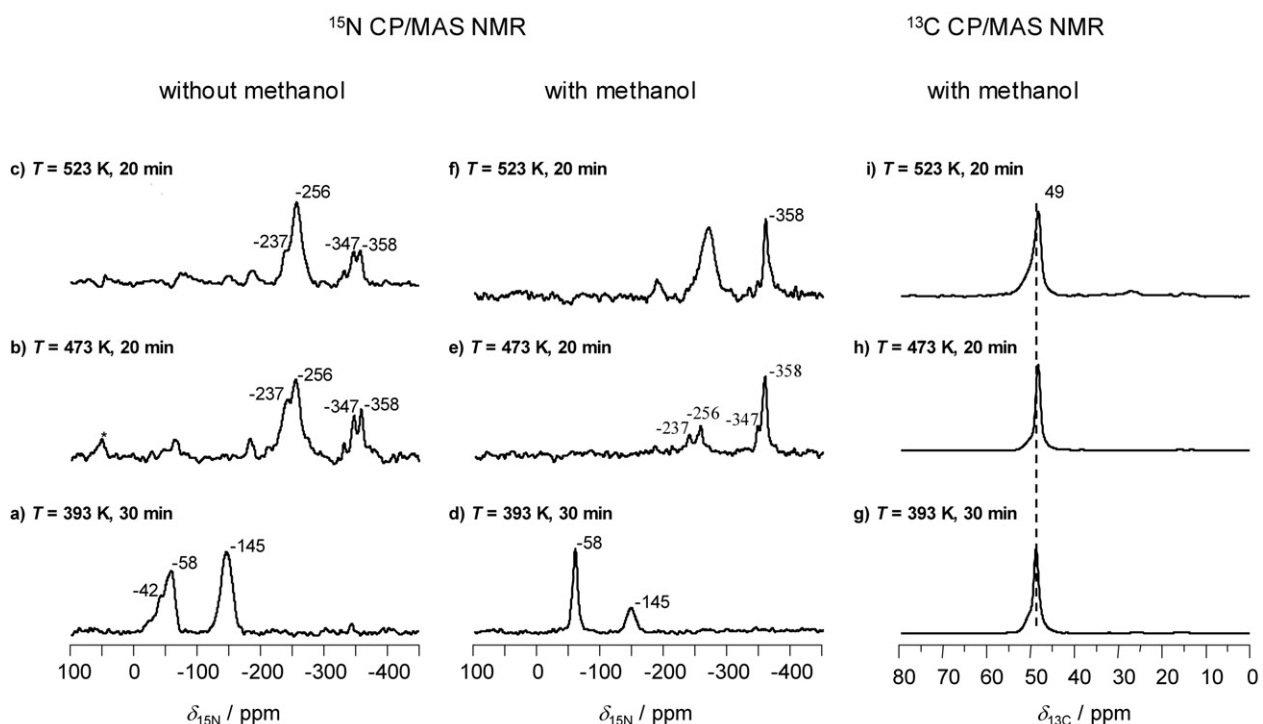 ¹⁵N CP/MAS NMR
¹³C CP/MAS NMR
without methanol
with methanol
with methanol
c) T = 523 K, 20 min
-256
-237
-347
-358
f) T = 523 K, 20 min
-358
i) T = 523 K, 20 min
49
b) T = 473 K, 20 min
*
-256
-237
-347
-358
e) T = 473 K, 20 min
-358
-256
-237
-347
h) T = 473 K, 20 min
a) T = 393 K, 30 min
-42
-58
-145
d) T = 393 K, 30 min
-58
-145
g) T = 393 K, 30 min
100 0 -100 -200 -300 -400
100 0 -100 -200 -300 -400
80 70 60 50 40 30 20 10 0
δ₁₅N / ppm
δ₁₅N / ppm
δ₁₃C / ppm